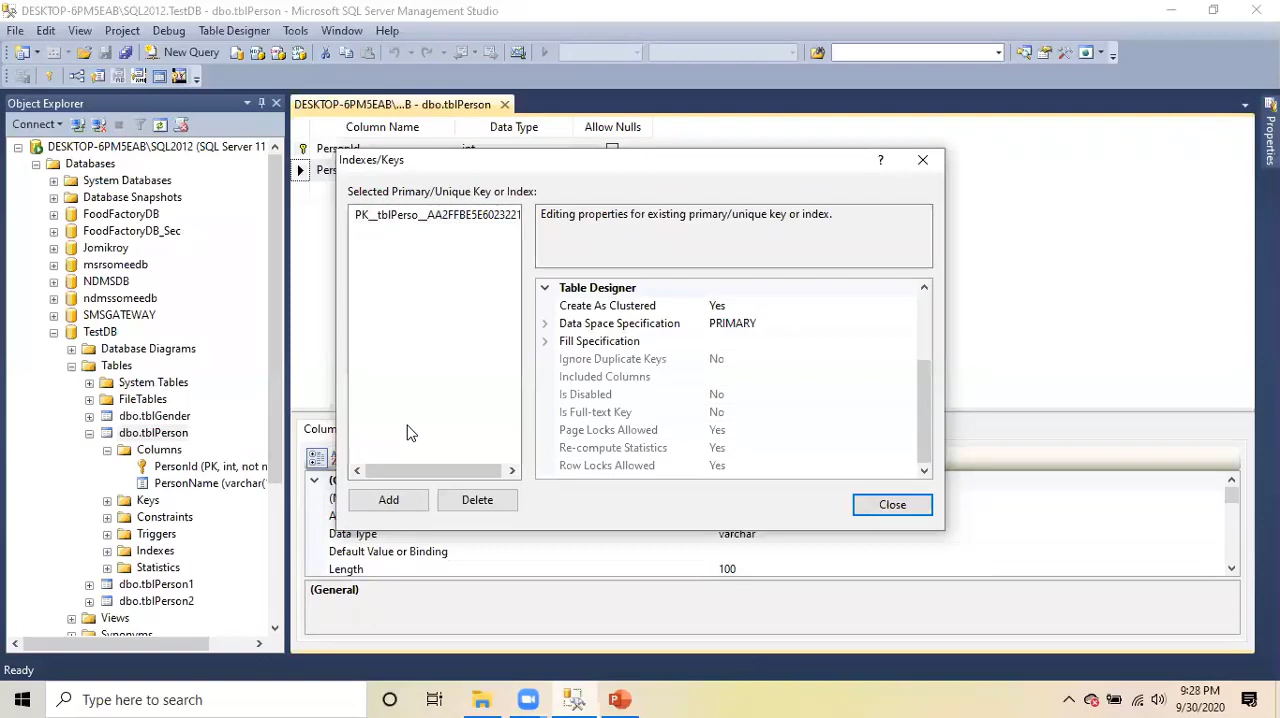 DESKTOP-6PM5EAB\SQL2012.TestDB - dbo.tblPerson - Microsoft SQL Server Management Studio
File Edit View Project Debug Table Designer Tools Window Help
New Query
Object Explorer
Connect
DESKTOP-6PM5EAB\SQL2012 (SQL Server 11
Databases
System Databases
Database Snapshots
FoodFactoryDB
FoodFactoryDB_Sec
Jomikroy
msrsomeedb
NDMSDB
ndmssomeedb
SMSGATEWAY
TestDB
Database Diagrams
Tables
System Tables
FileTables
dbo.tblGender
dbo.tblPerson
Columns
PersonId (PK, int, not n
PersonName (varchar(
Keys
Constraints
Triggers
Indexes
Statistics
dbo.tblPerson1
dbo.tblPerson2
Views
DESKTOP-6PM5EAB\...B - dbo.tblPerson
Column Name Data Type Allow Nulls
Indexes/Keys
Selected Primary/Unique Key or Index:
PK__tblPerso__AA2FFBE5E6023221
Add
Delete
Editing properties for existing primary/unique key or index.
Table Designer
Create As Clustered Yes
Data Space Specification PRIMARY
Fill Specification
Ignore Duplicate Keys No
Included Columns
Is Disabled No
Is Full-text Key No
Page Locks Allowed Yes
Re-compute Statistics Yes
Row Locks Allowed Yes
Close
Data Type varchar
Default Value or Binding
Length 100
(General)
Properties
Ready
Type here to search
9:28 PM
9/30/2020